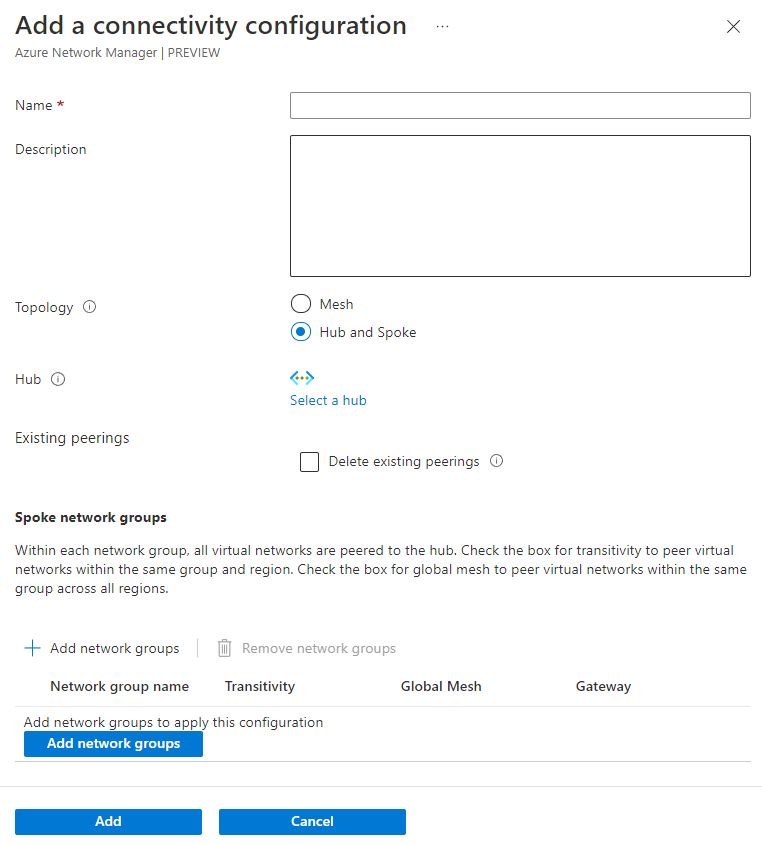 Add a connectivity configuration ...
Azure Network Manager | PREVIEW
Name *
Description
Topology
Mesh
Hub and Spoke
Hub
Select a hub
Existing peerings
Delete existing peerings
Spoke network groups
Within each network group, all virtual networks are peered to the hub. Check the box for transitivity to peer virtual
networks within the same group and region. Check the box for global mesh to peer virtual networks within the same
group across all regions.
Add network groups
Remove network groups
Network group name Transitivity Global Mesh Gateway
Add network groups to apply this configuration
Add network groups
Add Cancel